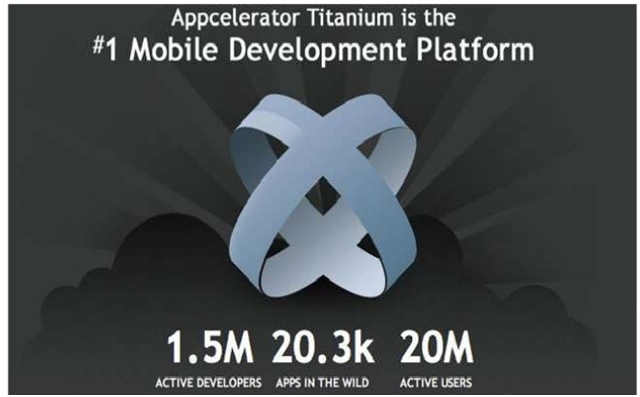 Appcelerator Titanium is the
#1 Mobile Development Platform
1.5M 20.3k 20M
ACTIVE DEVELOPERS APPS IN THE WILD ACTIVE USERS